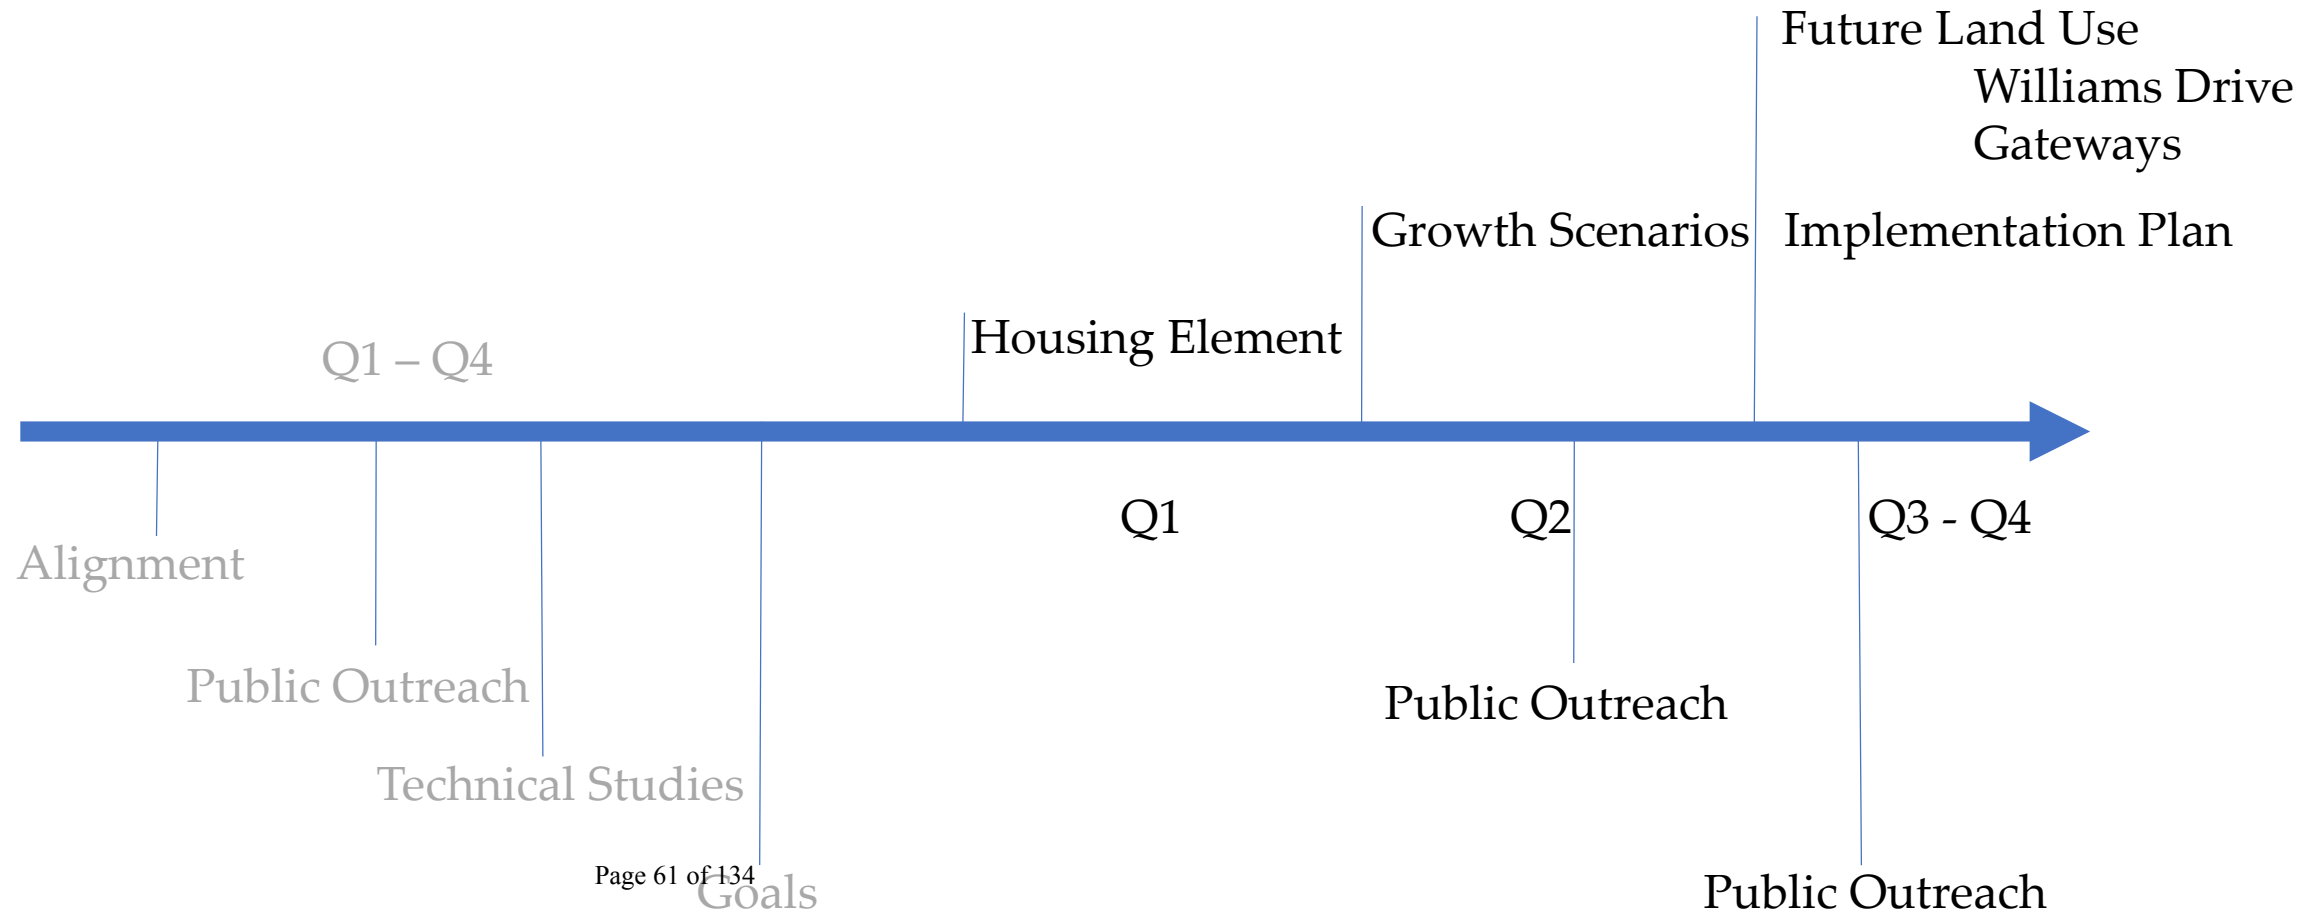 Future Land Use
Williams Drive
Gateways
Growth Scenarios
Implementation Plan
Housing Element
Q1 – Q4
Q1
Q2
Q3 - Q4
Alignment
Public Outreach
Public Outreach
Technical Studies
Page 61 of 134
Goals
Public Outreach